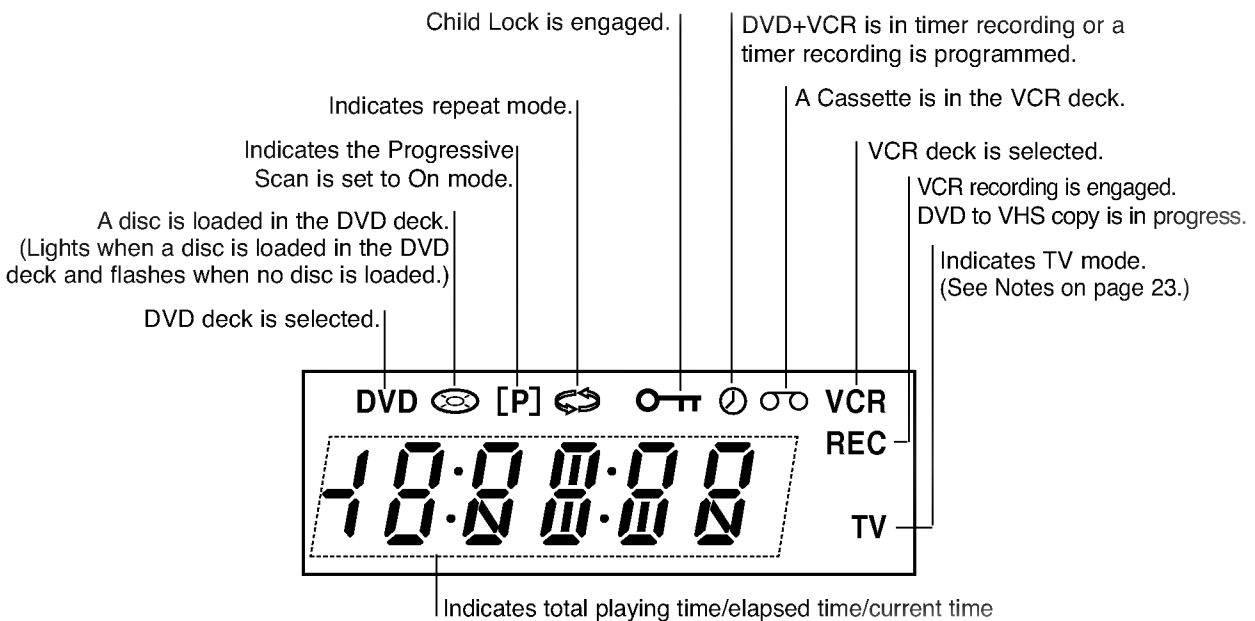 Child Lock is engaged.
DVD+VCR is in timer recording or a
timer recording is programmed.
Indicates repeat mode.
A Cassette is in the VCR deck.
Indicates the Progressive
Scan is set to On mode.
VCR deck is selected.
VCR recording is engaged.
DVD to VHS copy is in progress.
A disc is loaded in the DVD deck.
(Lights when a disc is loaded in the DVD
deck and flashes when no disc is loaded.)
Indicates TV mode.
(See Notes on page 23.)
DVD deck is selected.
DVD [P] VCR
REC
TV
Indicates total playing time/elapsed time/current time